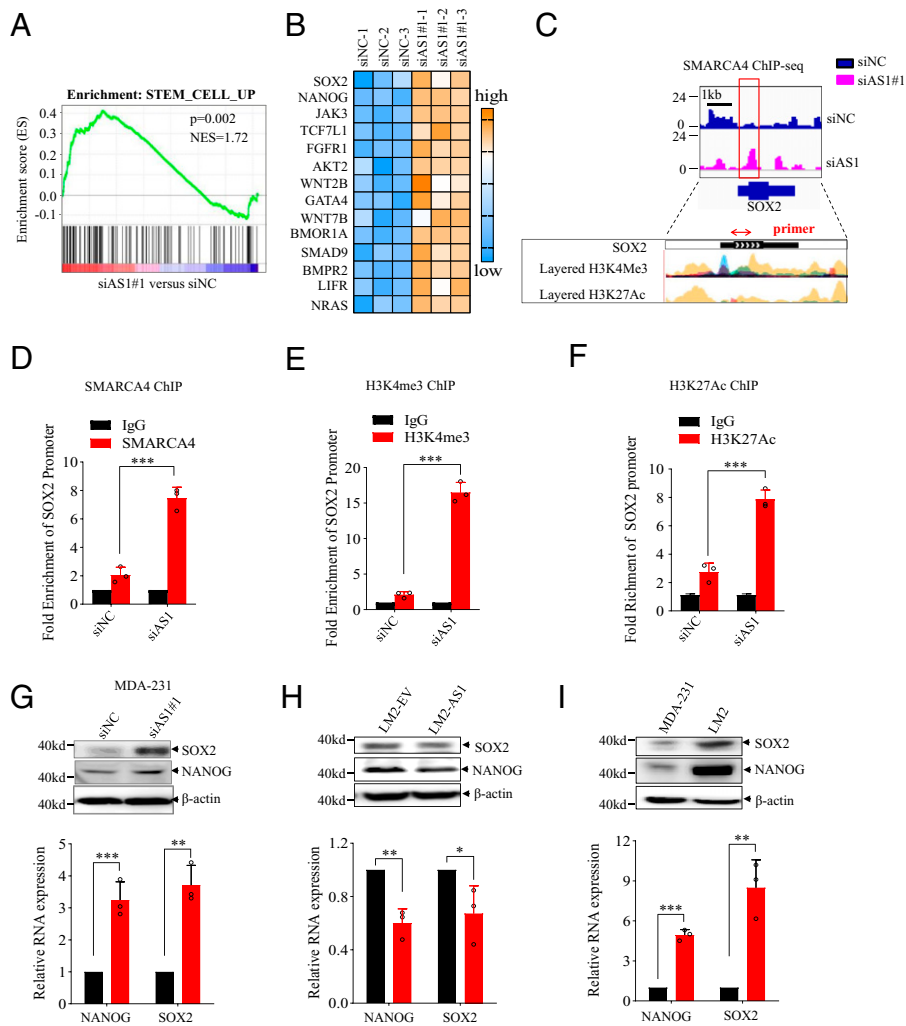 A
Enrichment: STEM_CELL_UP
p=0.002
NES=1.72
Enrichment score (ES)
0.4
0.3
0.2
0.1
0.0
-0.1
siAS1#1 versus siNC
B
siNC-1
siNC-2
siNC-3
siAS1#1-1
siAS1#1-2
siAS1#1-3
SOX2
NANOG
JAK3
TCF7L1
FGFR1
AKT2
WNT2B
GATA4
WNT7B
BMOR1A
SMAD9
BMPR2
LIFR
NRAS
high
low
C
siNC
siAS1#1
SMARCA4 ChIP-seq
1kb
24
0
siNC
24
0
siAS1
SOX2
primer
SOX2
Layered H3K4Me3
Layered H3K27Ac
D
SMARCA4 ChIP
IgG
SMARCA4
***
Fold Enrichment of SOX2 Promoter
10
8
6
4
2
0
siNC
siAS1
E
H3K4me3 ChIP
IgG
H3K4me3
***
Fold Enrichment of SOX2 Promoter
20
16
12
8
4
0
siNC
siAS1
F
H3K27Ac ChIP
IgG
H3K27Ac
***
Fold Richment of SOX2 promoter
10
8
6
4
2
0
siNC
siAS1
G
MDA-231
siNC
siAS1#1
40kd
SOX2
NANOG
40kd
40kd
β-actin
Relative RNA expression
5
4
3
2
1
0
***
**
NANOG
SOX2
H
LM2-EV
LM2-AS1
40kd
SOX2
40kd
NANOG
40kd
β-actin
Relative RNA expression
1.2
0.9
0.6
0.3
0.0
**
*
NANOG
SOX2
I
MDA-231
LM2
40kd
SOX2
40kd
NANOG
40kd
β-actin
Relative RNA expression
12
9
6
3
0
***
**
NANOG
SOX2